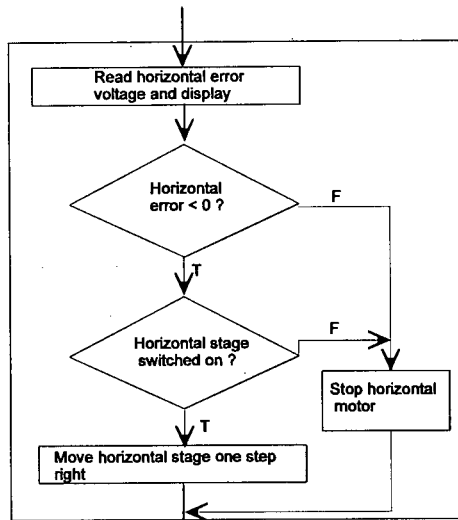 Read horizontal error
voltage and display
Horizontal
error < 0 ?
F
T
Horizontal stage
switched on ?
F
Stop horizontal
motor
T
Move horizontal stage one step
right